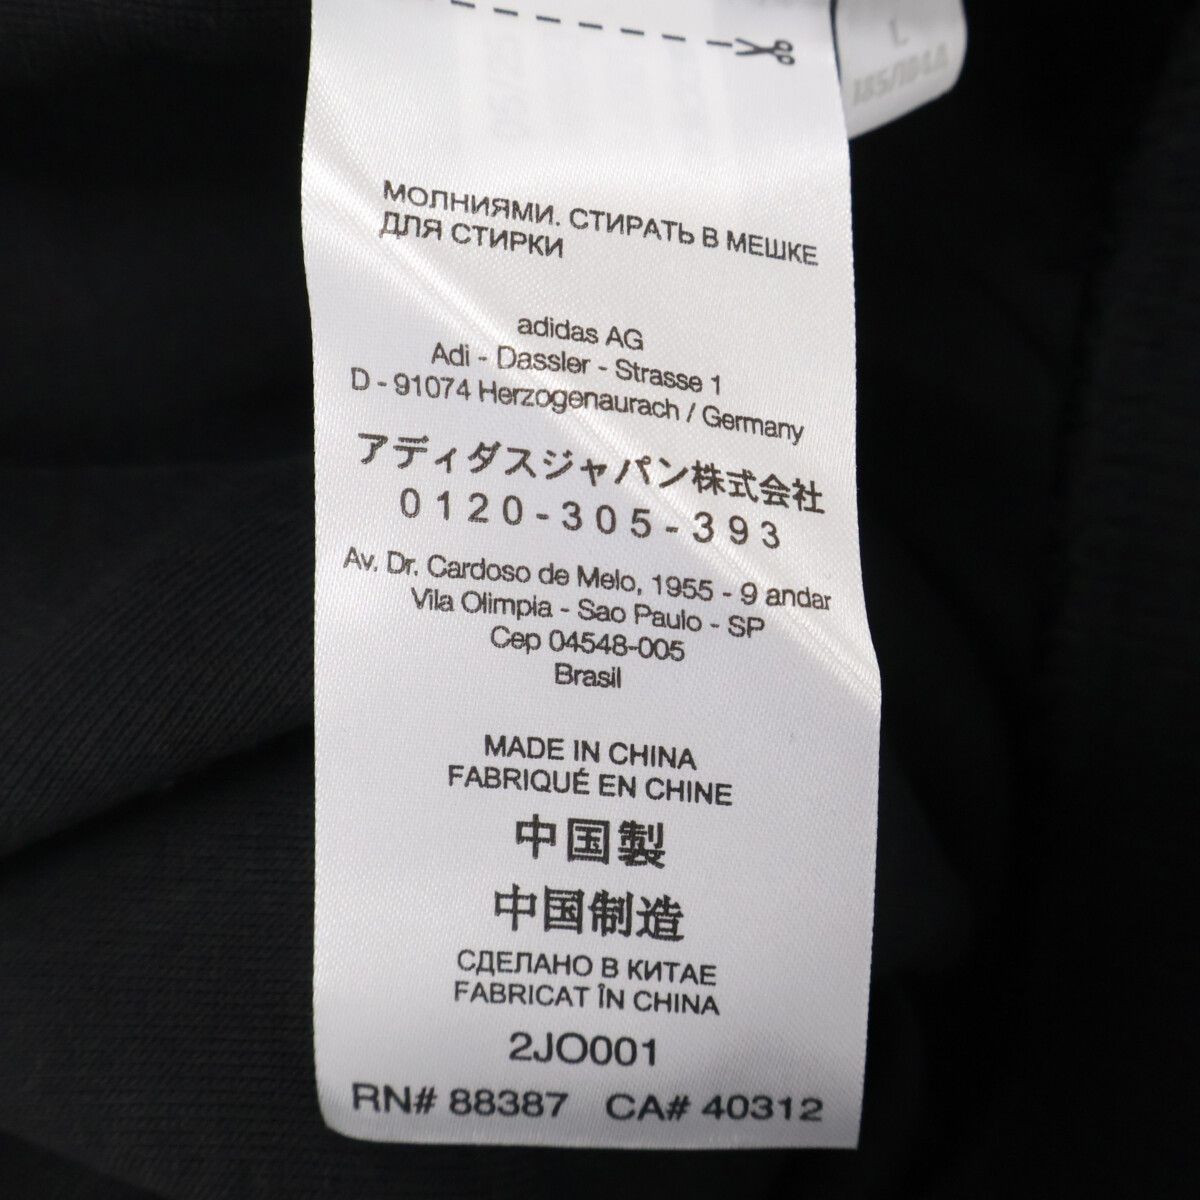 L
185/104A
МОЛНИЯМИ. СТИРАТЬ В МЕШКЕ
ДЛЯ СТИРКИ
adidas AG
Adi - Dassler - Strasse 1
D - 91074 Herzogenaurach / Germany
アディダスジャパン株式会社
0120-305-393
Av. Dr. Cardoso de Melo, 1955 - 9 andar
Vila Olimpia - Sao Paulo - SP
Cep 04548-005
Brasil
MADE IN CHINA
FABRIQUÉ EN CHINE
中国製
中国制造
СДЕЛАНО В КИТАЕ
FABRICAT ÎN CHINA
2JO001
RN# 88387 CA# 40312